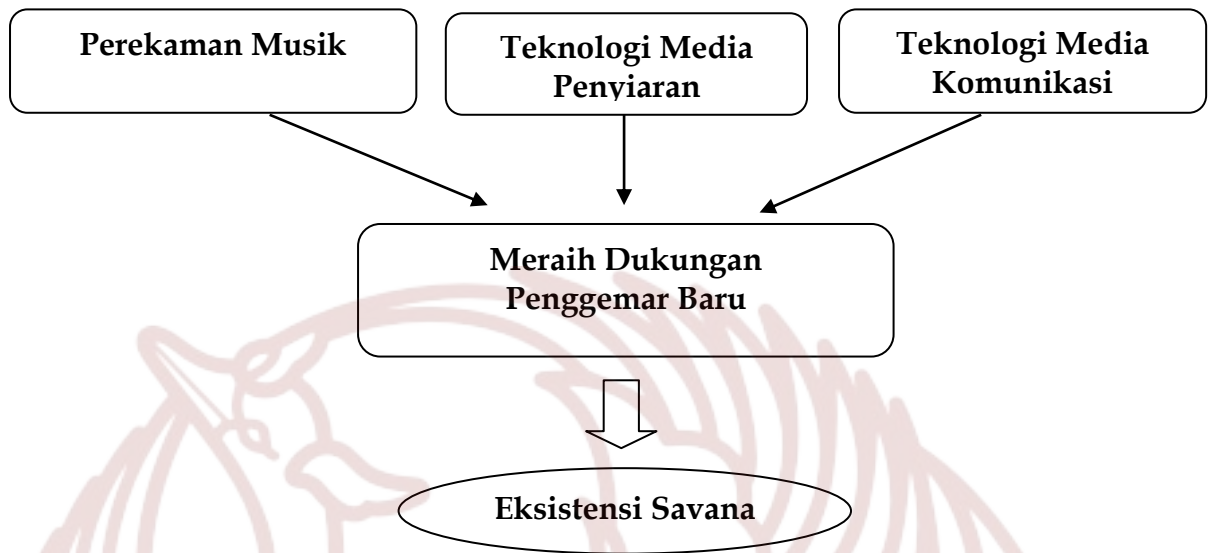 Perekaman Musik
Teknologi Media
Penyiaran
Teknologi Media
Komunikasi
Meraih Dukungan
Penggemar Baru
Eksistensi Savana